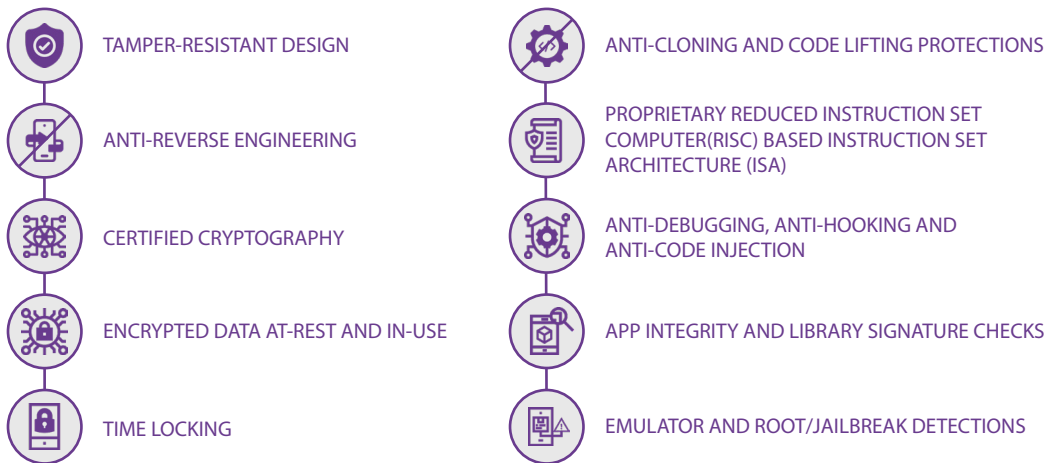 TAMPER-RESISTANT DESIGN
ANTI-REVERSE ENGINEERING
CERTIFIED CRYPTOGRAPHY
ENCRYPTED DATA AT-REST AND IN-USE
TIME LOCKING
ANTI-CLONING AND CODE LIFTING PROTECTIONS
PROPRIETARY REDUCED INSTRUCTION SET
COMPUTER(RISC) BASED INSTRUCTION SET
ARCHITECTURE (ISA)
ANTI-DEBUGGING, ANTI-HOOKING AND
ANTI-CODE INJECTION
APP INTEGRITY AND LIBRARY SIGNATURE CHECKS
EMULATOR AND ROOT/JAILBREAK DETECTIONS